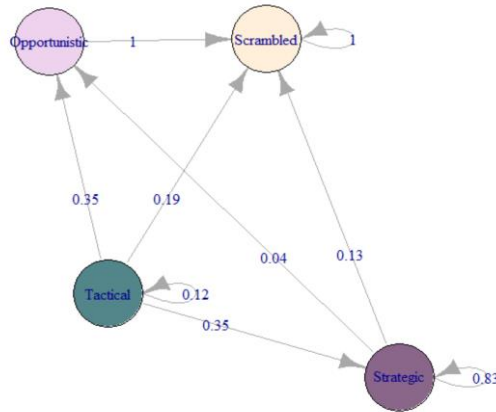 Opportunistic
1
Scrambled
1
0.35
0.19
0.04
0.13
Tactical
0.12
0.35
Strategic
0.83